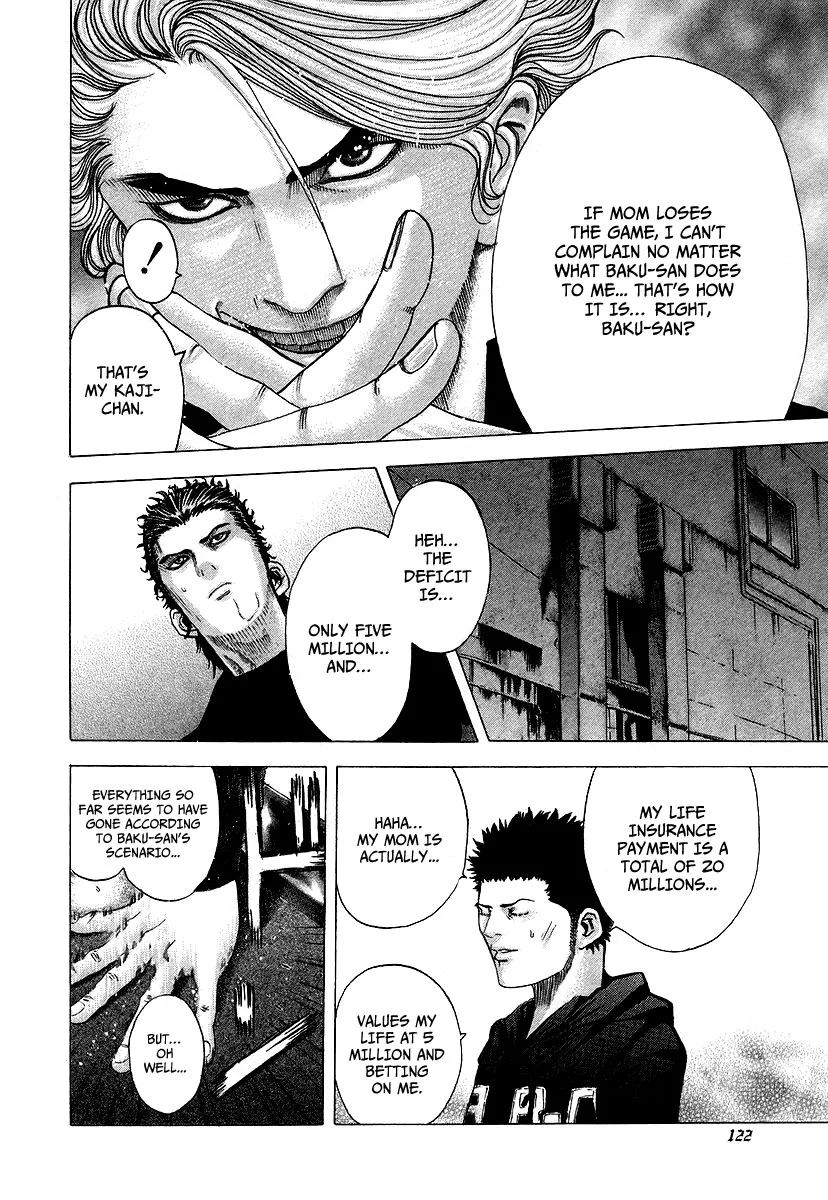 IF MOM LOSES
THE GAME, I CAN'T
COMPLAIN NO MATTER
WHAT BAKU-SAN DOES
TO ME... THAT'S HOW
IT IS... RIGHT,
BAKU-SAN?
!
THAT'S
MY KAJI-
CHAN.
HEH...
THE
DEFICIT
IS...
ONLY FIVE
MILLION...
AND...
MY LIFE
INSURANCE
PAYMENT IS A
TOTAL OF 20
MILLIONS...
HAHA...
MY MOM IS
ACTUALLY...
VALUES MY
LIFE AT 5
MILLION AND
BETTING
ON ME.
EVERYTHING SO
FAR SEEMS TO HAVE
GONE ACCORDING
TO BAKU-SAN'S
SCENARIO...
BUT...
OH
WELL...
122